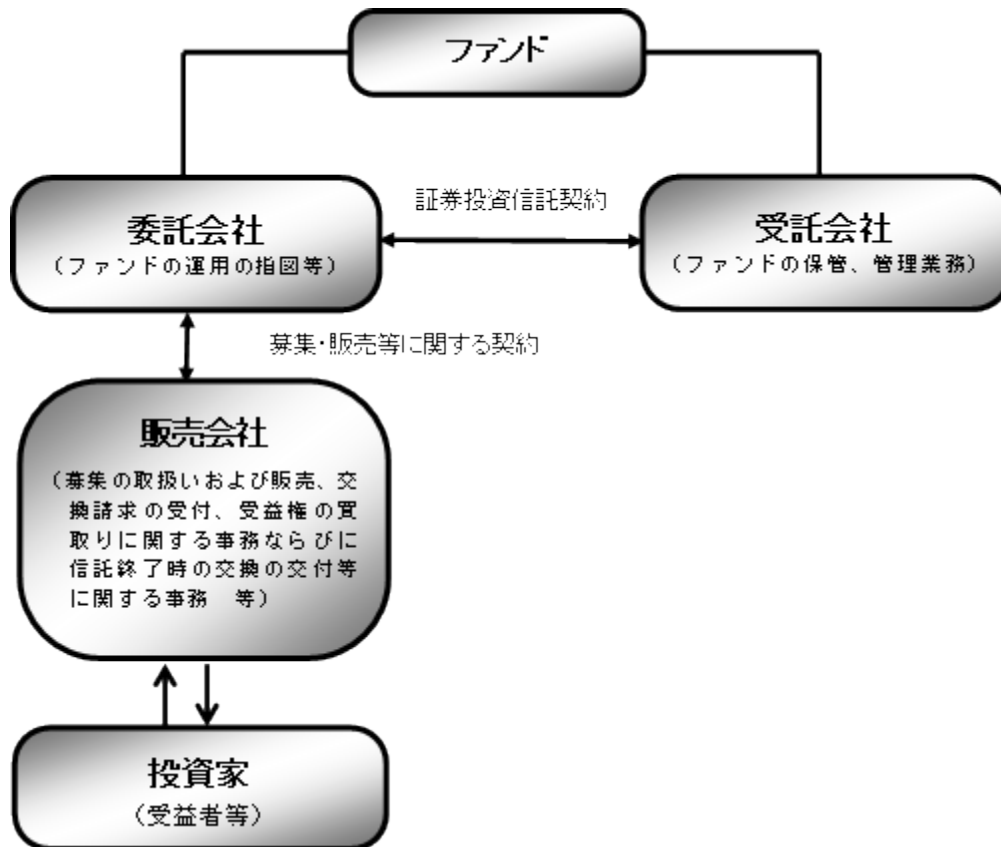 ファンド
証券投資信託契約
委託会社
（ファンドの運用の指図等）
受託会社
（ファンドの保管、管理業務）
募集・販売等に関する契約
販売会社
（募集の取扱いおよび販売、交
換請求の受付、受益権の買
取りに関する事務ならびに
信託終了時の交換の交付等
に関する事務　等）
投資家
（受益者等）